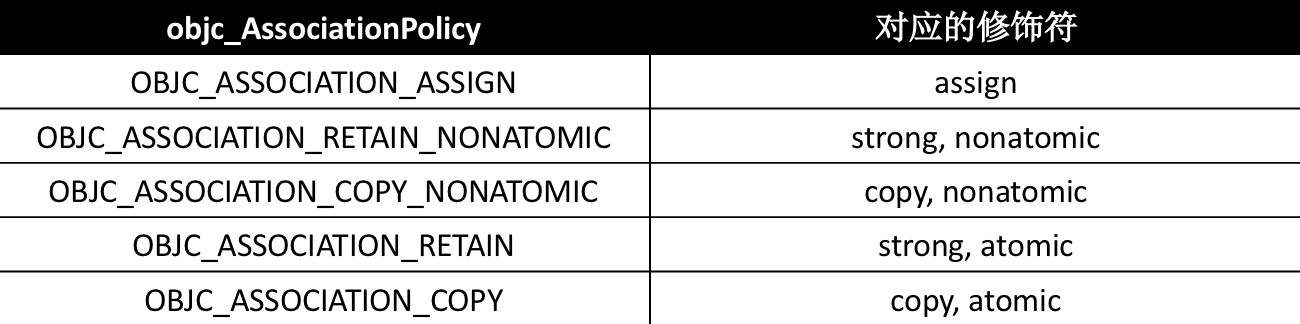 objc_AssociationPolicy 对应的修饰符
OBJC_ASSOCIATION_ASSIGN assign
OBJC_ASSOCIATION_RETAIN_NONATOMIC strong, nonatomic
OBJC_ASSOCIATION_COPY_NONATOMIC copy, nonatomic
OBJC_ASSOCIATION_RETAIN strong, atomic
OBJC_ASSOCIATION_COPY copy, atomic